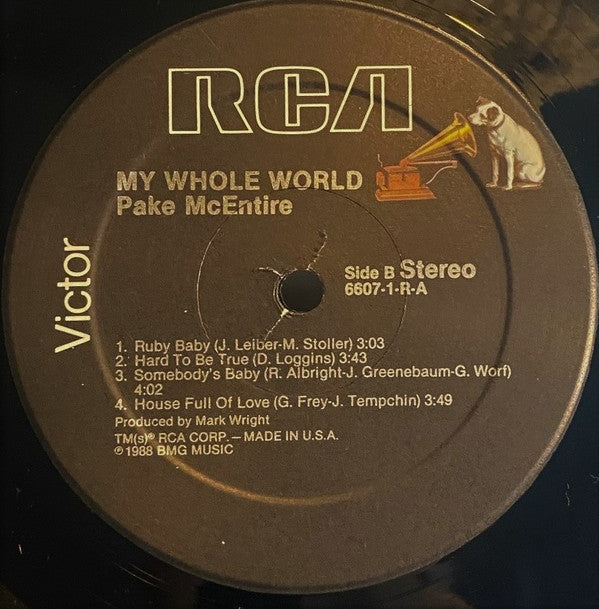 RCA
MY WHOLE WORLD
Pake McEntire
Victor
Side B Stereo
6607-1-R-A
1. Ruby Baby (J. Leiber-M. Stoller) 3:03
2. Hard To Be True (D. Loggins) 3:43
3. Somebody's Baby (R. Albright-J. Greenebaum-G. Worf)
4:02
4. House Full Of Love (G. Frey-J. Tempchin) 3:49
Produced by Mark Wright
TM(s)® RCA CORP. – MADE IN U.S.A.
℗1988 BMG MUSIC